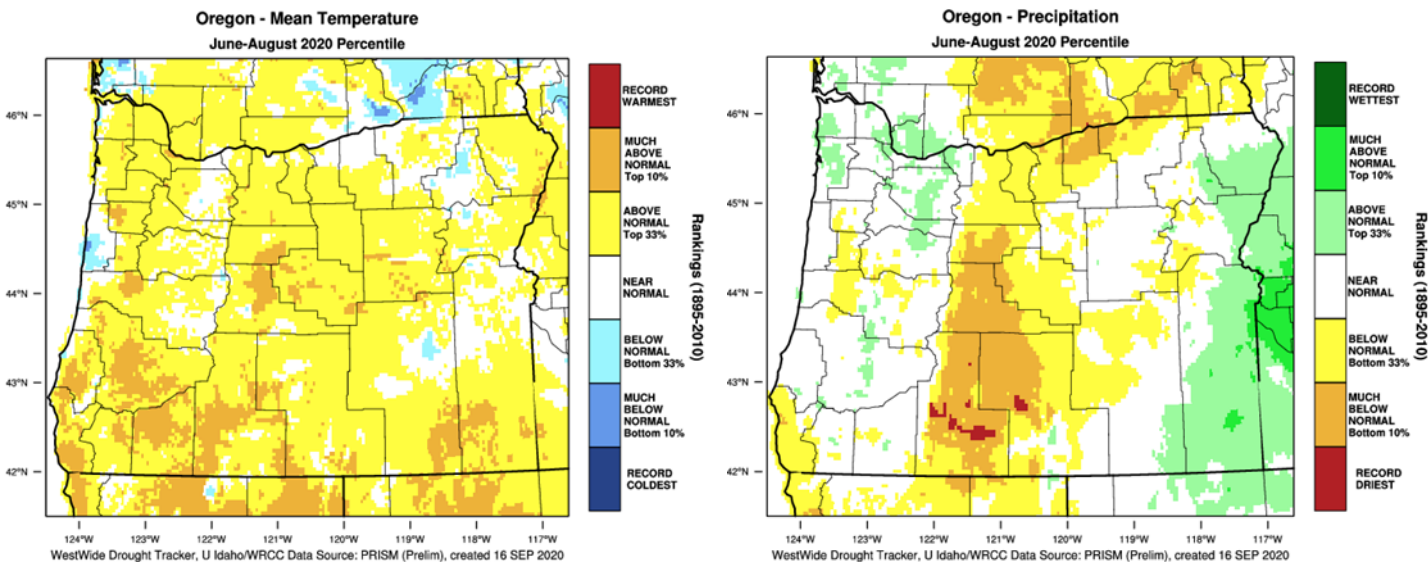 Oregon - Mean Temperature
June-August 2020 Percentile
46°N
45°N
44°N
43°N
42°N
124°W 123°W 122°W 121°W 120°W 119°W 118°W 117°W
RECORD
WARMEST
MUCH
ABOVE
NORMAL
Top 10%
ABOVE
NORMAL
Top 33%
NEAR
NORMAL
BELOW
NORMAL
Bottom 33%
MUCH
BELOW
NORMAL
Bottom 10%
RECORD
COLDEST
Rankings (1895-2010)
WestWide Drought Tracker, U Idaho/WRCC Data Source: PRISM (Prelim), created 16 SEP 2020
Oregon - Precipitation
June-August 2020 Percentile
46°N
45°N
44°N
43°N
42°N
124°W 123°W 122°W 121°W 120°W 119°W 118°W 117°W
RECORD
WETTEST
MUCH
ABOVE
NORMAL
Top 10%
ABOVE
NORMAL
Top 33%
NEAR
NORMAL
BELOW
NORMAL
Bottom 33%
MUCH
BELOW
NORMAL
Bottom 10%
RECORD
DRIEST
Rankings (1895-2010)
WestWide Drought Tracker, U Idaho/WRCC Data Source: PRISM (Prelim), created 16 SEP 2020